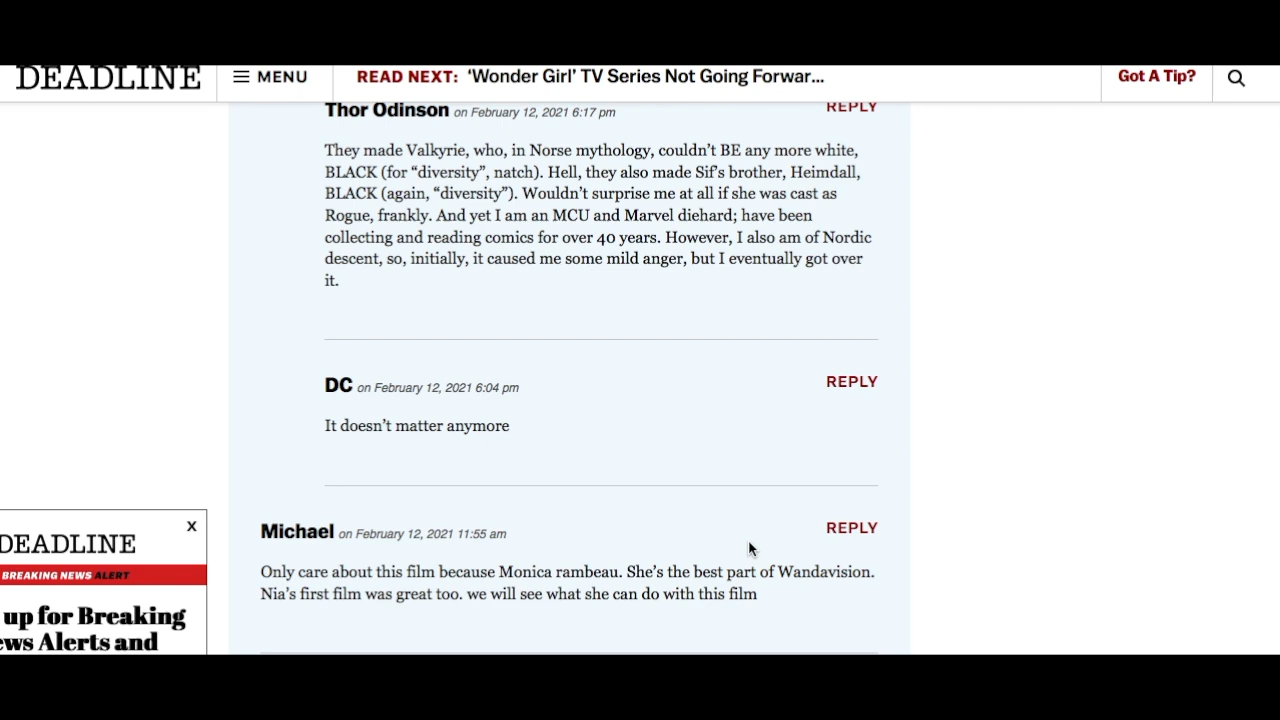 DEADLINE
MENU
READ NEXT: ‘Wonder Girl’ TV Series Not Going Forwar...
Got A Tip?
Thor Odinson on February 12, 2021 6:17 pm
REPLY
They made Valkyrie, who, in Norse mythology, couldn’t BE any more white,
BLACK (for “diversity”, natch). Hell, they also made Sif’s brother, Heimdall,
BLACK (again, “diversity”). Wouldn’t surprise me at all if she was cast as
Rogue, frankly. And yet I am an MCU and Marvel diehard; have been
collecting and reading comics for over 40 years. However, I also am of Nordic
descent, so, initially, it caused me some mild anger, but I eventually got over
it.
DC on February 12, 2021 6:04 pm
REPLY
It doesn’t matter anymore
Michael on February 12, 2021 11:55 am
REPLY
Only care about this film because Monica rambeau. She’s the best part of Wandavision.
Nia’s first film was great too. we will see what she can do with this film
X
DEADLINE
BREAKING NEWS ALERT
up for Breaking
ews Alerts and